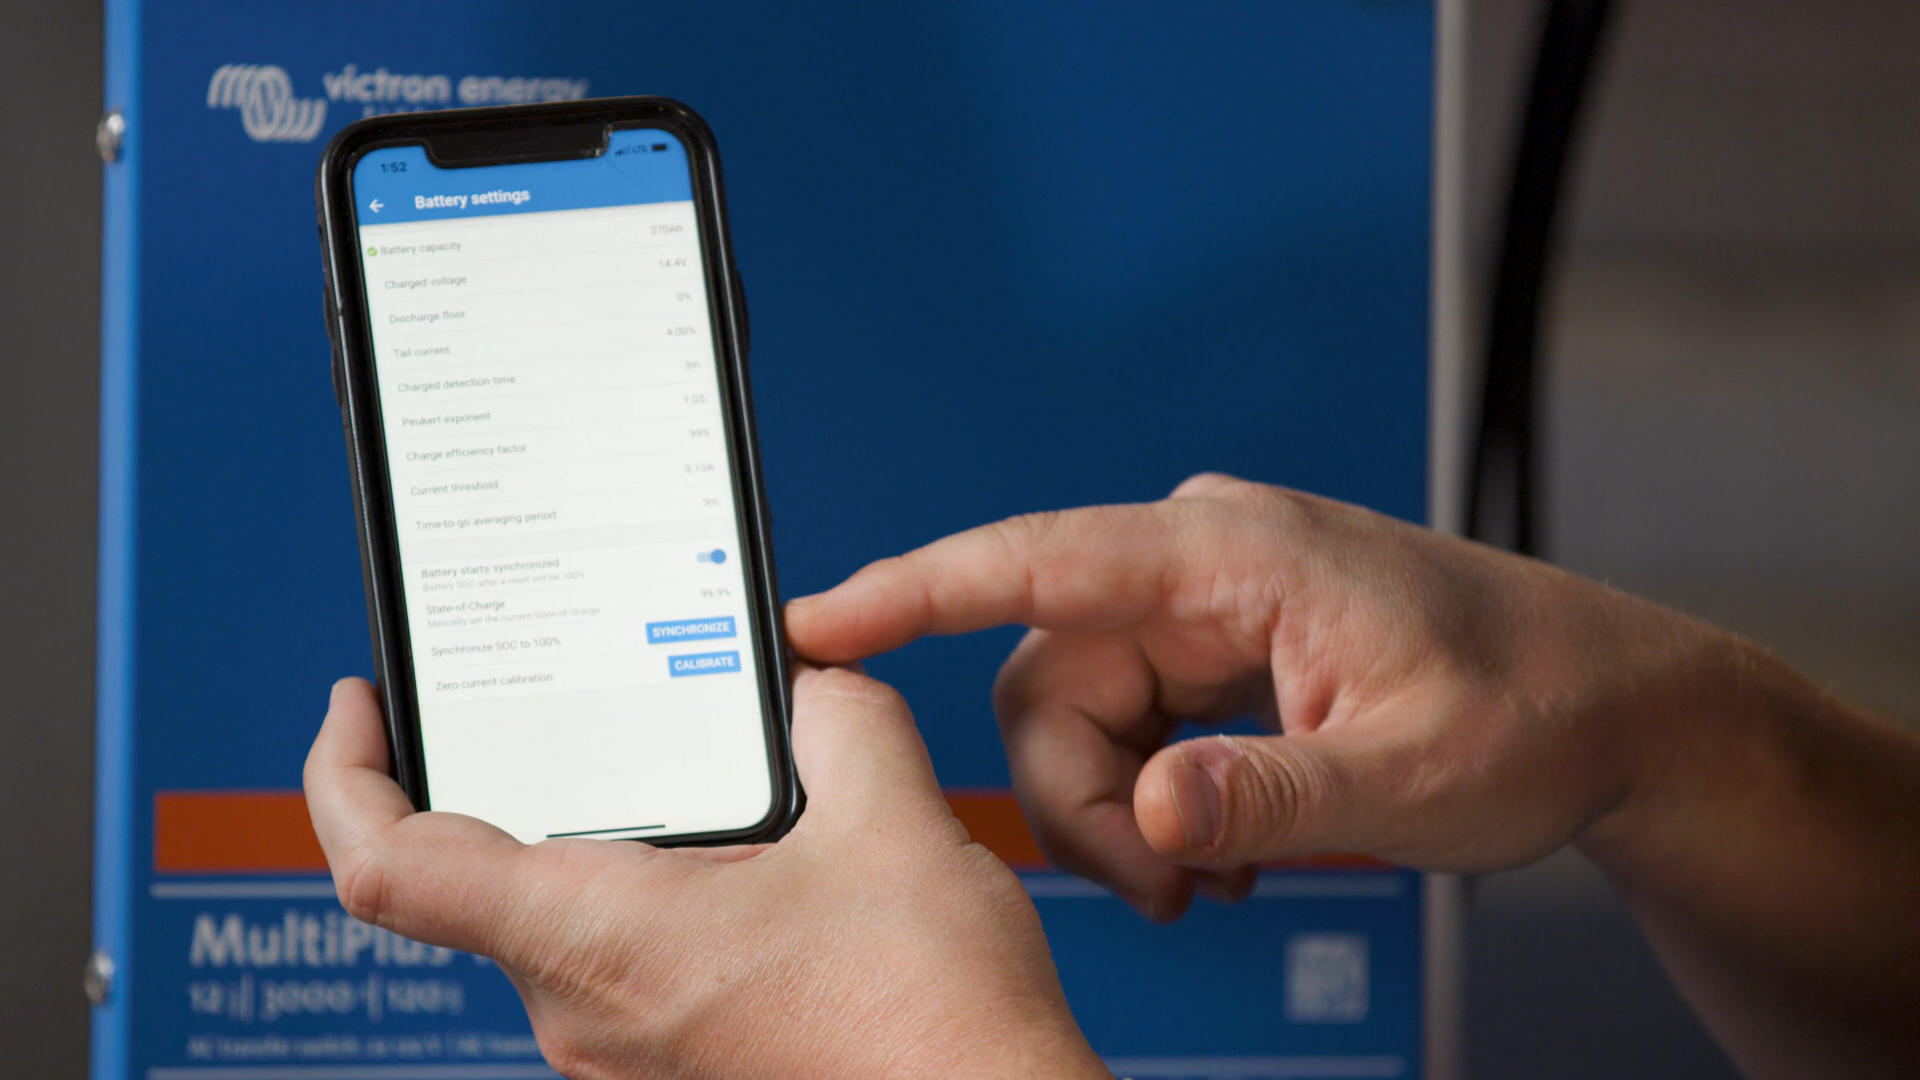 victron energy
1:52
LTE
Battery settings
Battery capacity 270Ah
Charged voltage 14.4V
Discharge floor 0%
Tail current 4.00%
Charged detection time 3m
Peukert exponent 1.05
Charge efficiency factor 99%
Current threshold 0.10A
Time-to-go averaging period 3m
Battery starts synchronized
Battery SOC after a reset will be 100%
State-of-Charge 99.9%
Manually set the current state-of-charge
Synchronize SOC to 100% SYNCHRONIZE
Zero current calibration CALIBRATE
MultiPlus
12 | 3000 | 120
AC transfer switch